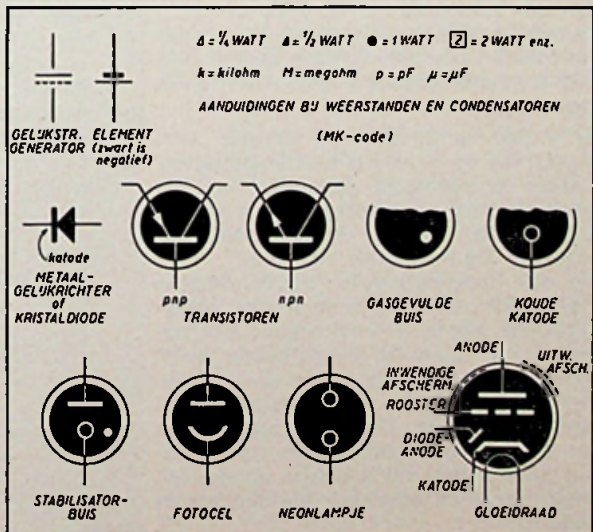 Δ = ¼ WATT ▲ = ½ WATT ● = 1 WATT 2 = 2 WATT enz.
k = kilohm M = megohm p = pF μ = μF
AANDUIDINGEN BIJ WEERSTANDEN EN CONDENSATOREN
(MK-code)
GELIJKSTR. GENERATOR
ELEMENT (zwart is negatief)
katode
METAAL-
GELIJKRICHTER
of
KRISTALDIODE
pnp
npn
TRANSISTOREN
GASGEVULDE
BUIS
KOUDE
KATODE
STABILISATOR-
BUIS
FOTOCEL
NEONLAMPJE
ANODE
UITW.
AFSCH.
INWENDIGE
AFSCHERM.
ROOSTER
DIODE-
ANODE
KATODE
GLOEIDRAAD